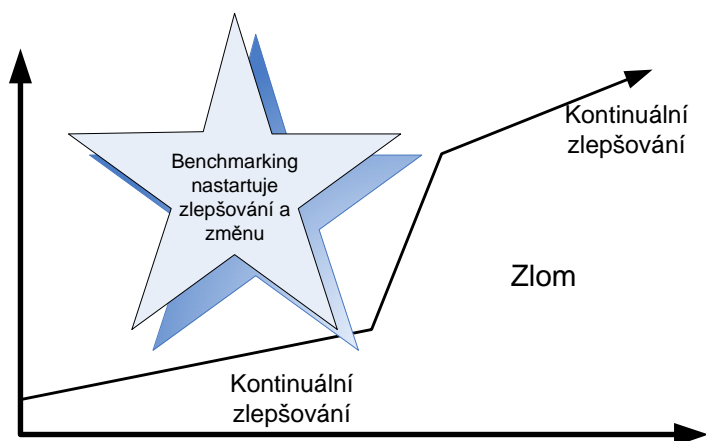 Benchmarking
nastartuje
zlepšování a
změnu
Kontinuální
zlepšování
Zlom
Kontinuální
zlepšování